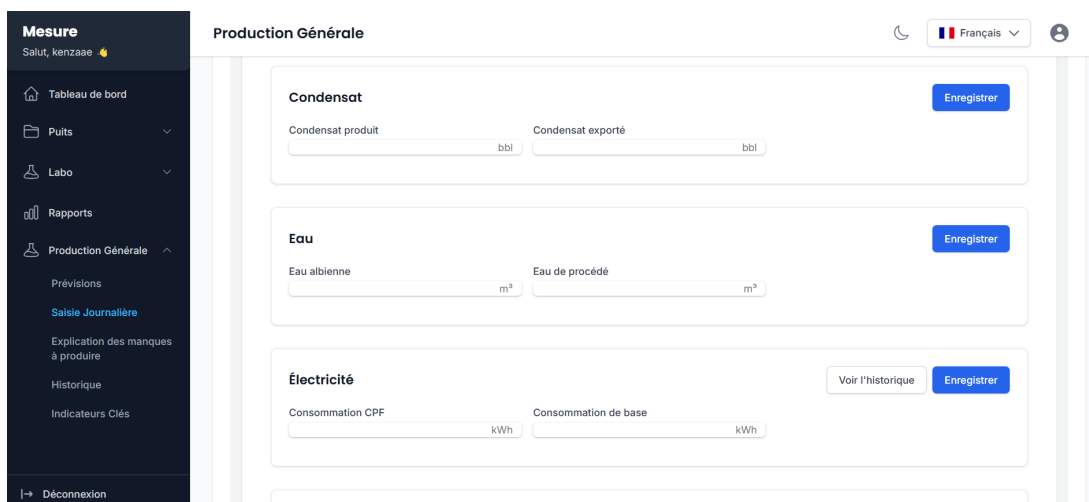 Mesure
Salut, kenzaae 👋
Tableau de bord
Puits
Labo
Rapports
Production Générale
Prévisions
Saisie Journalière
Explication des manques
à produire
Historique
Indicateurs Clés
Déconnexion
Production Générale
Français
Condensat
Enregistrer
Condensat produit
Condensat exporté
bbl
bbl
Eau
Enregistrer
Eau albienne
Eau de procédé
m³
m³
Électricité
Voir l'historique
Enregistrer
Consommation CPF
Consommation de base
kWh
kWh